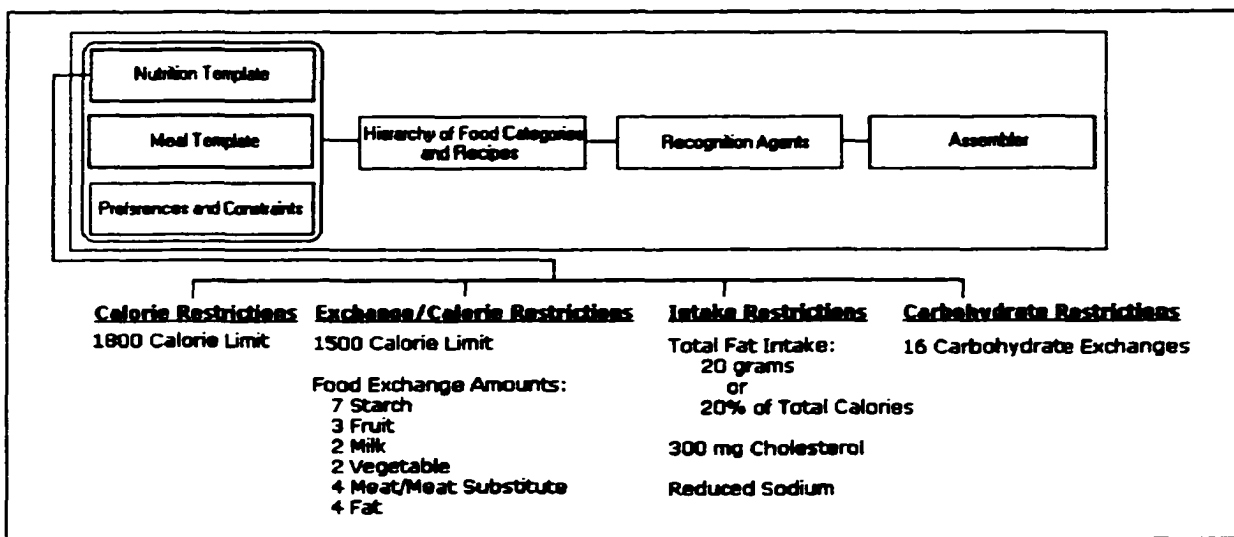 Nutrition Template
Meal Template
Preferences and Constraints
Hierarchy of Food Categories
and Recipes
Recognition Agents
Assembler
Calorie Restrictions
1800 Calorie Limit
Exchange/Calorie Restrictions
1500 Calorie Limit
Food Exchange Amounts:
7 Starch
3 Fruit
2 Milk
2 Vegetable
4 Meat/Meat Substitute
4 Fat
Intake Restrictions
Total Fat Intake:
20 grams
or
20% of Total Calories
300 mg Cholesterol
Reduced Sodium
Carbohydrate Restrictions
16 Carbohydrate Exchanges